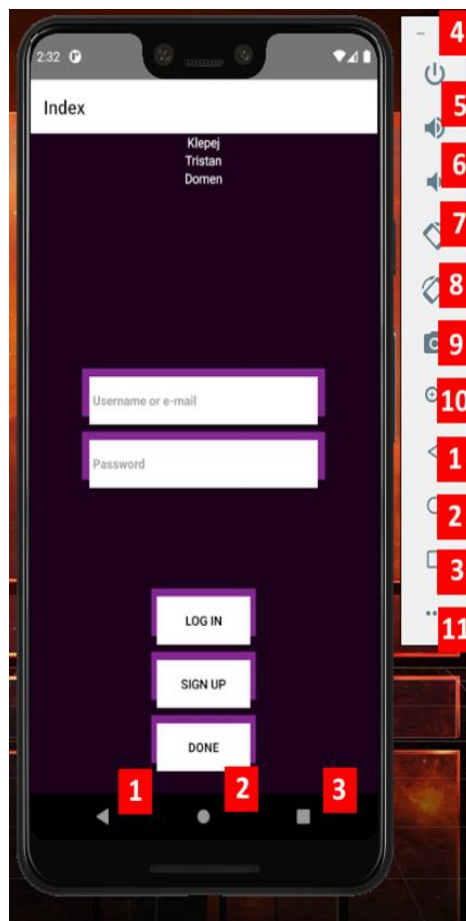 2:32
Index
Klepej
Tristan
Domen
Username or e-mail
Password
LOG IN
SIGN UP
DONE
1
2
3
4
5
6
7
8
9
10
1
2
3
11